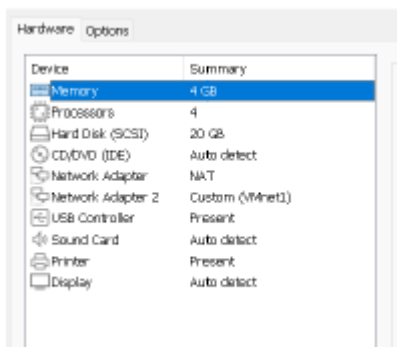 Hardware Options
Device Summary
Memory 4 GB
Processors 4
Hard Disk (SCSI) 20 GB
CD/DVD (IDE) Auto detect
Network Adapter NAT
Network Adapter 2 Custom (VMnet1)
USB Controller Present
Sound Card Auto detect
Printer Present
Display Auto detect